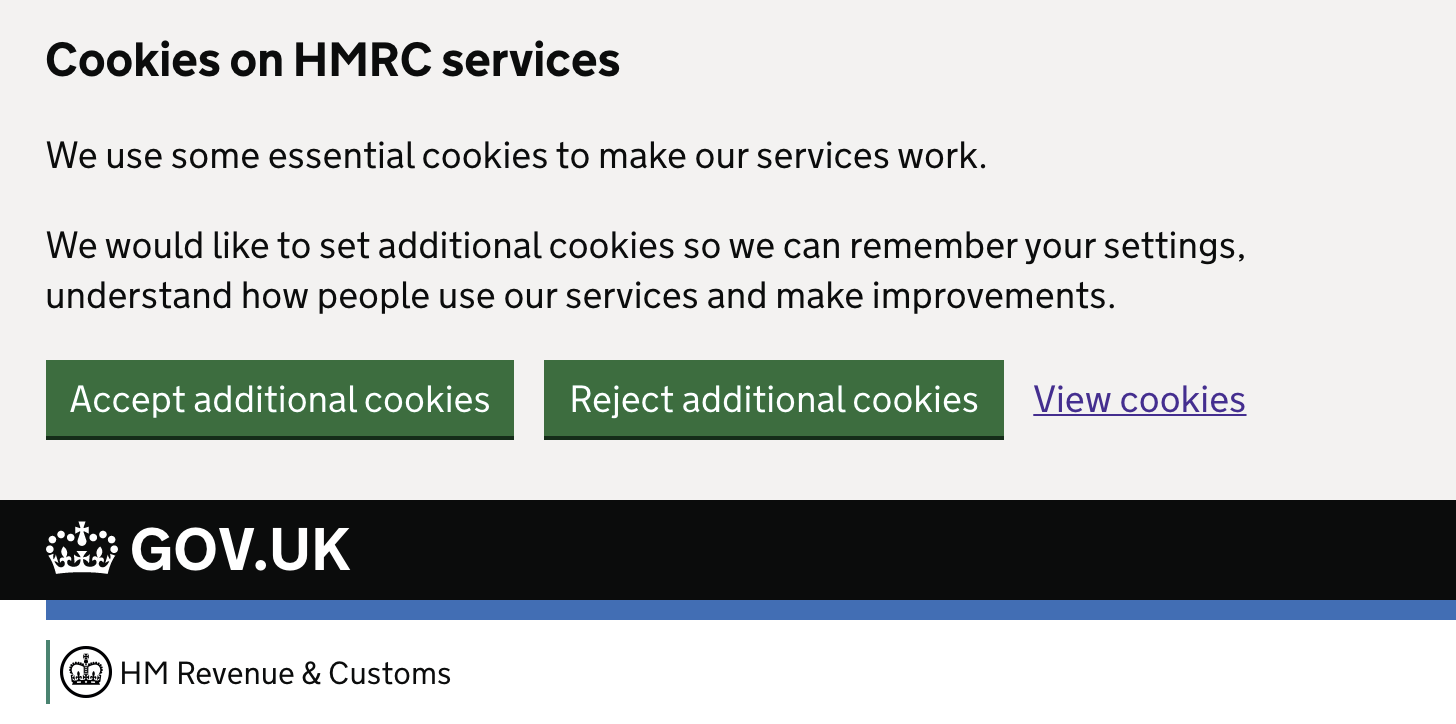 Cookies on HMRC services
We use some essential cookies to make our services work.
We would like to set additional cookies so we can remember your settings,
understand how people use our services and make improvements.
Accept additional cookies Reject additional cookies View cookies
GOV.UK
HM Revenue & Customs